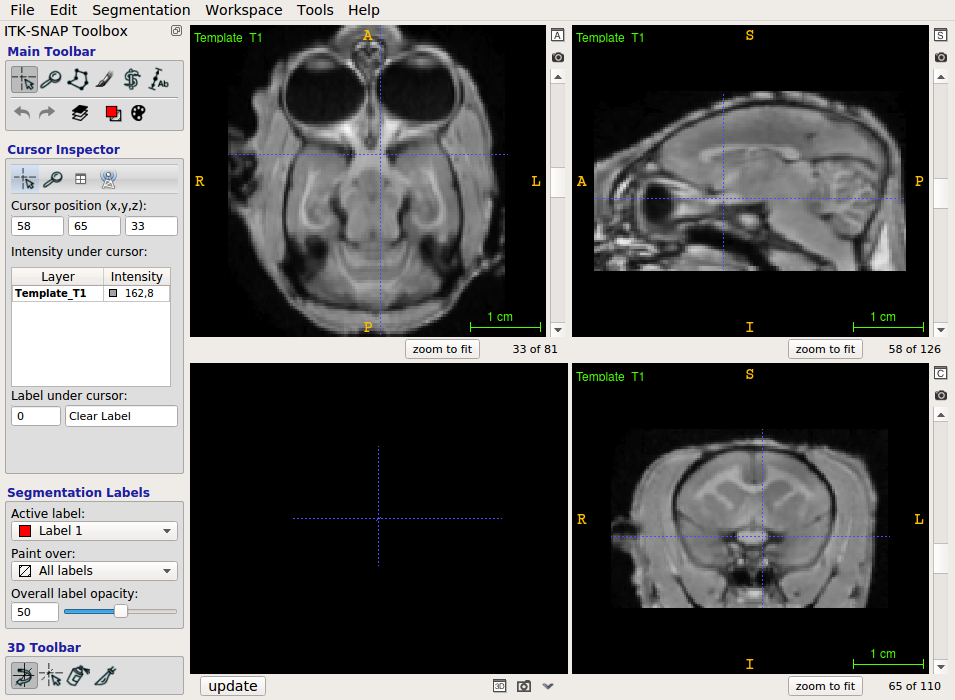 File Edit Segmentation Workspace Tools Help
ITK-SNAP Toolbox
Main Toolbar
Ab
Cursor Inspector
Cursor position (x,y,z):
58 65 33
Intensity under cursor:
Layer Intensity
Template_T1 162,8
Label under cursor:
0 Clear Label
Segmentation Labels
Active label:
Label 1
Paint over:
All labels
Overall label opacity:
50
3D Toolbar
Template T1
A
R
L
P
1 cm
A
zoom to fit 33 of 81
Template T1
S
A
P
I
1 cm
S
zoom to fit 58 of 126
update
3D
Template T1
S
R
L
I
1 cm
C
zoom to fit 65 of 110